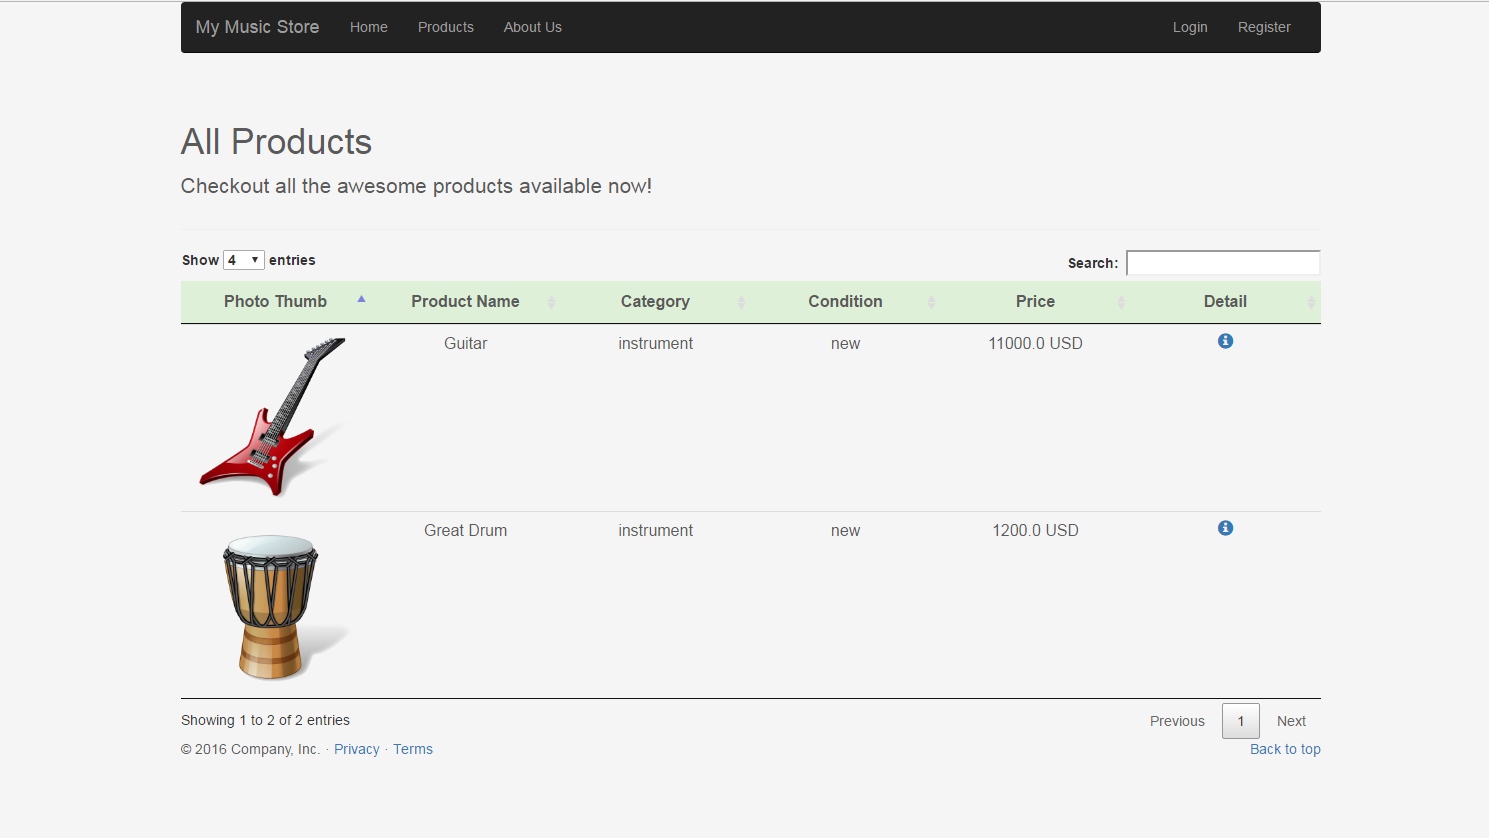 My Music Store Home Products About Us Login Register
All Products
Checkout all the awesome products available now!
Show 4 entries Search:
Photo Thumb Product Name Category Condition Price Detail
Guitar instrument new 11000.0 USD
Great Drum instrument new 1200.0 USD
Showing 1 to 2 of 2 entries Previous 1 Next
© 2016 Company, Inc. · Privacy · Terms Back to top